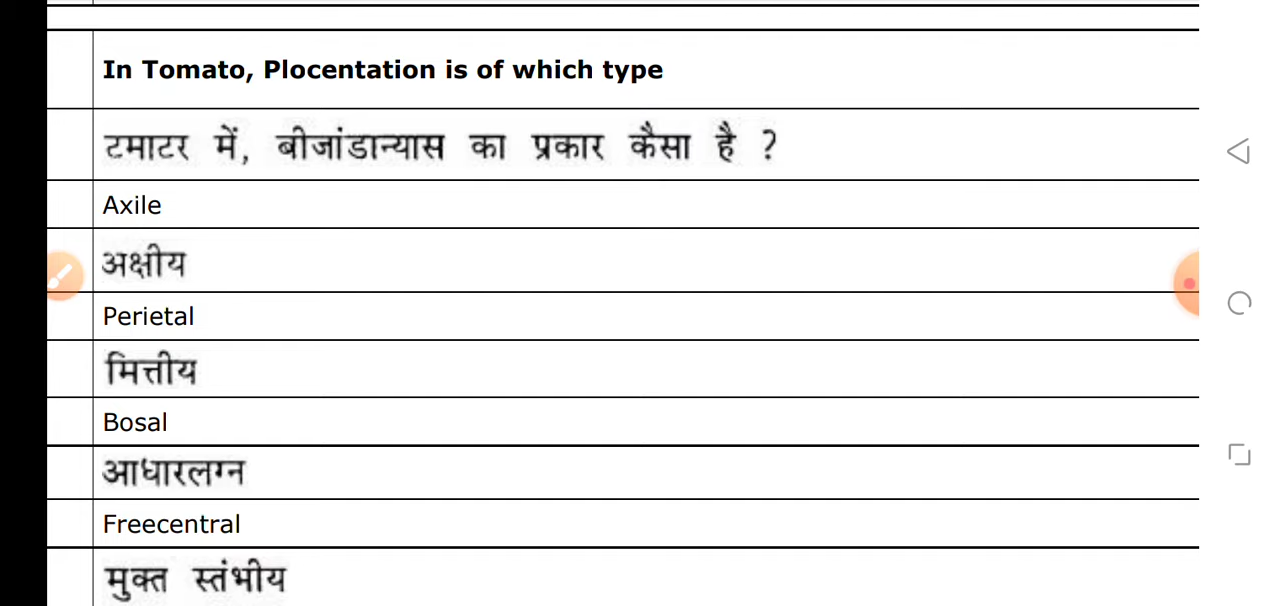 In Tomato, Plocentation is of which type
टमाटर में, बीजांडान्यास का प्रकार कैसा है ?
Axile
अक्षीय
Perietal
मित्तीय
Bosal
आधारलग्न
Freecentral
मुक्त स्तंभीय